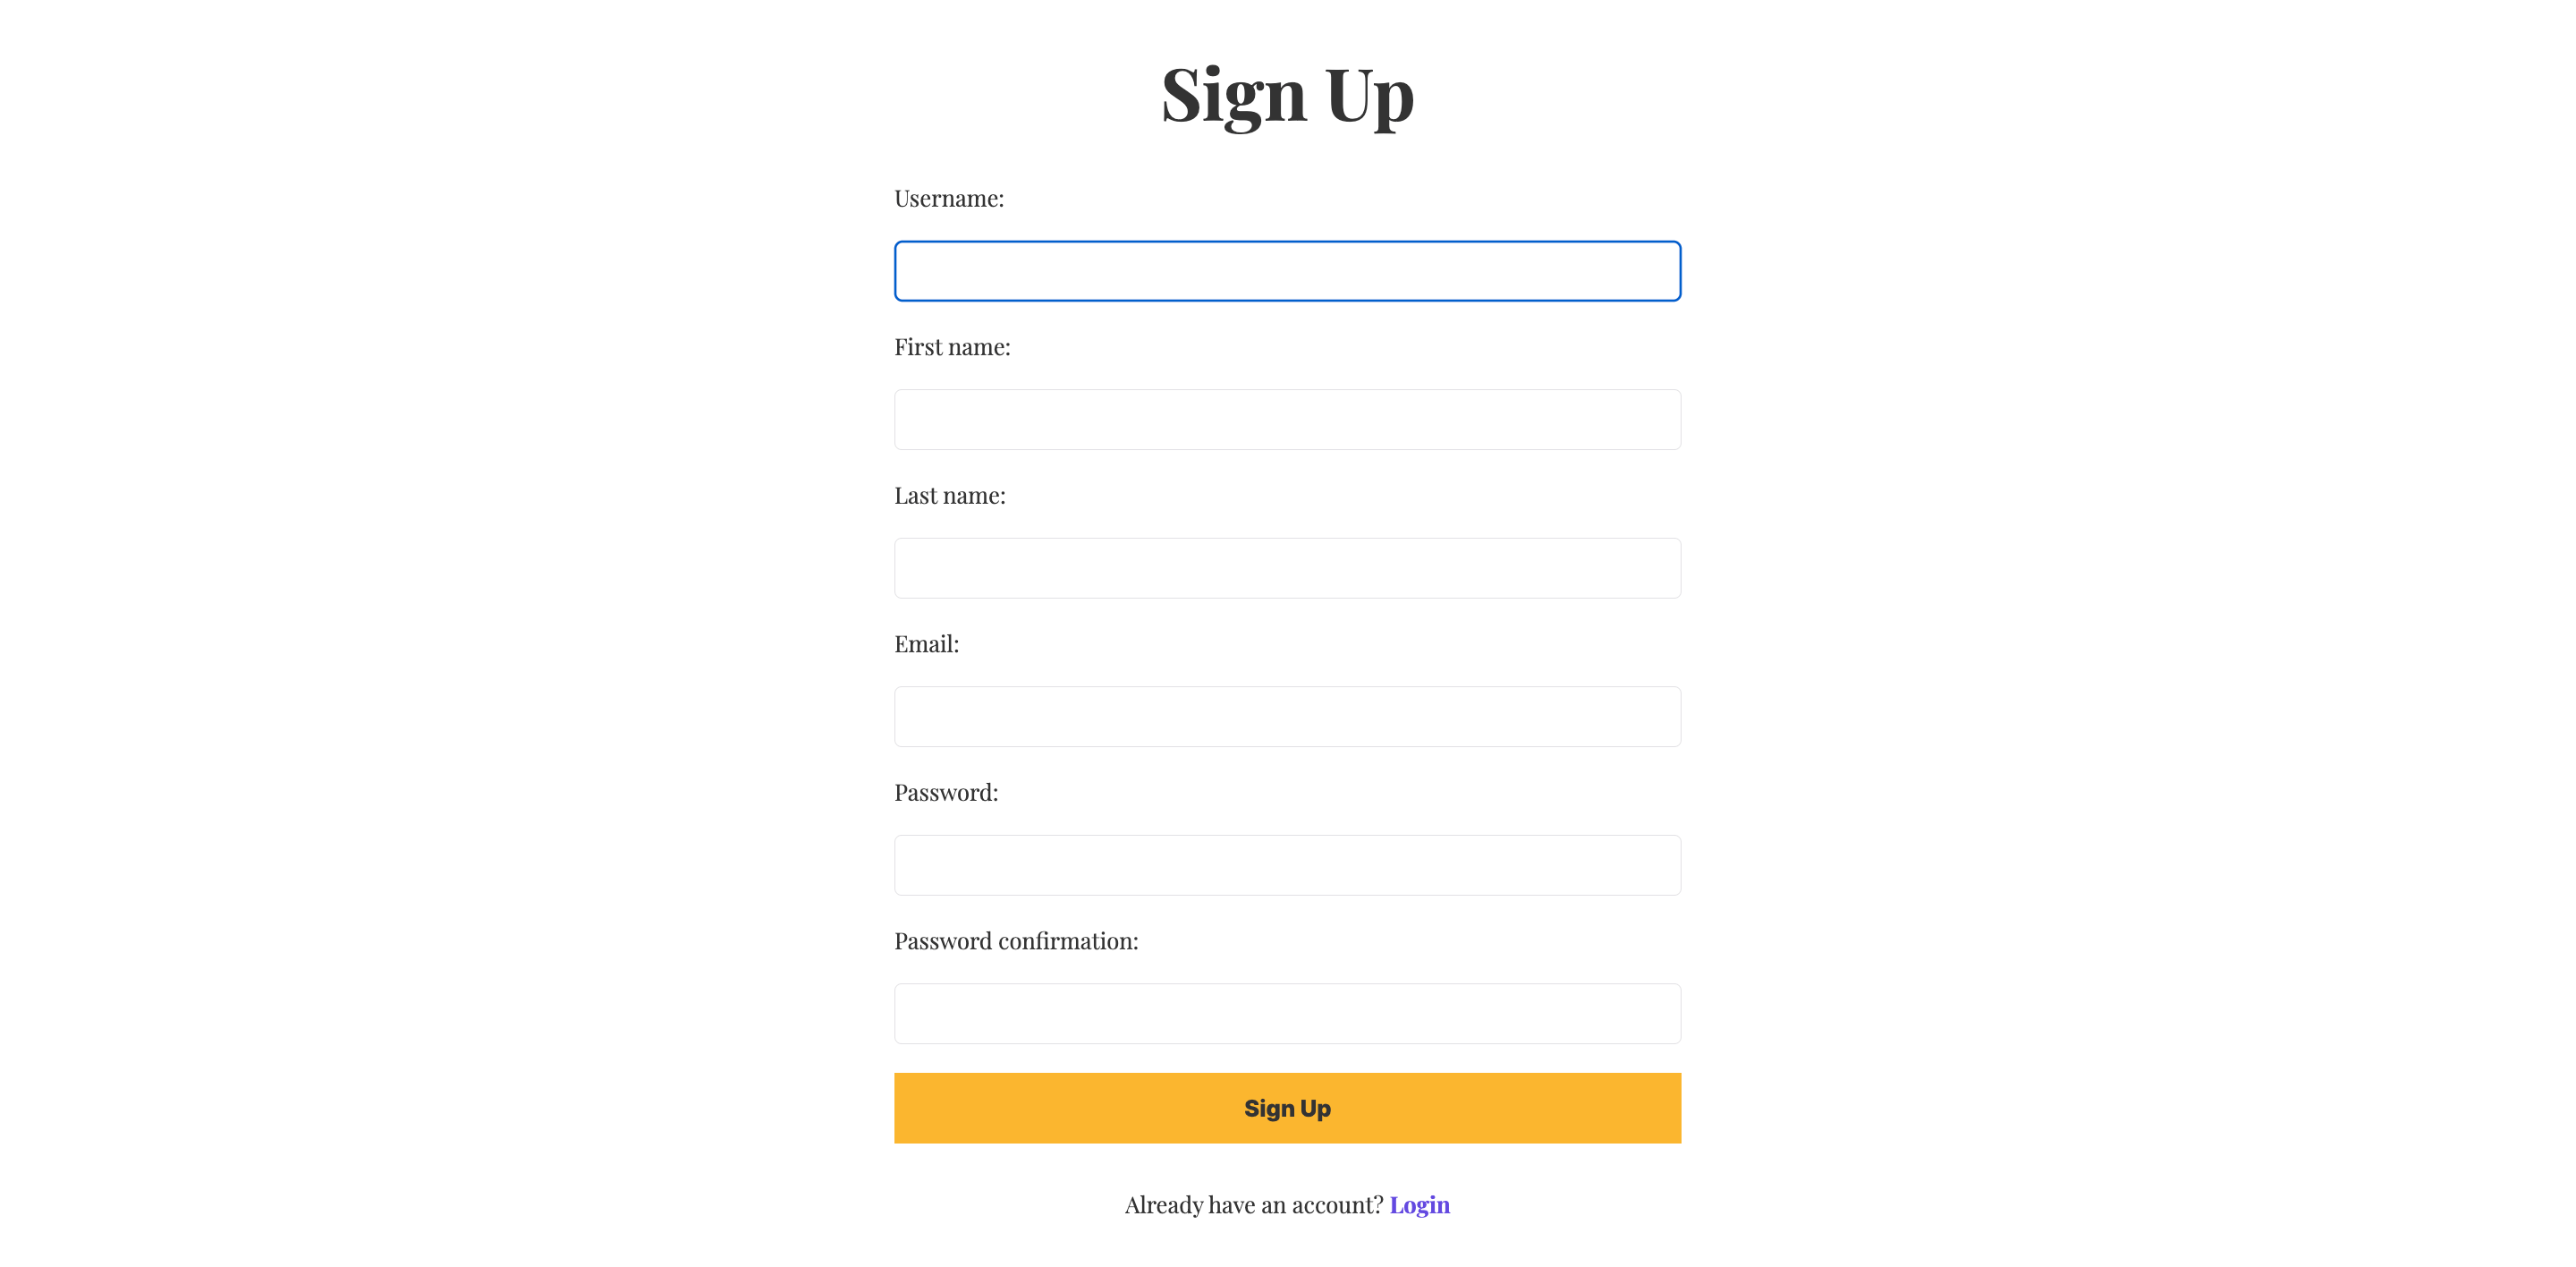 Sign Up
Username:
First name:
Last name:
Email:
Password:
Password confirmation:
Sign Up
Already have an account? Login